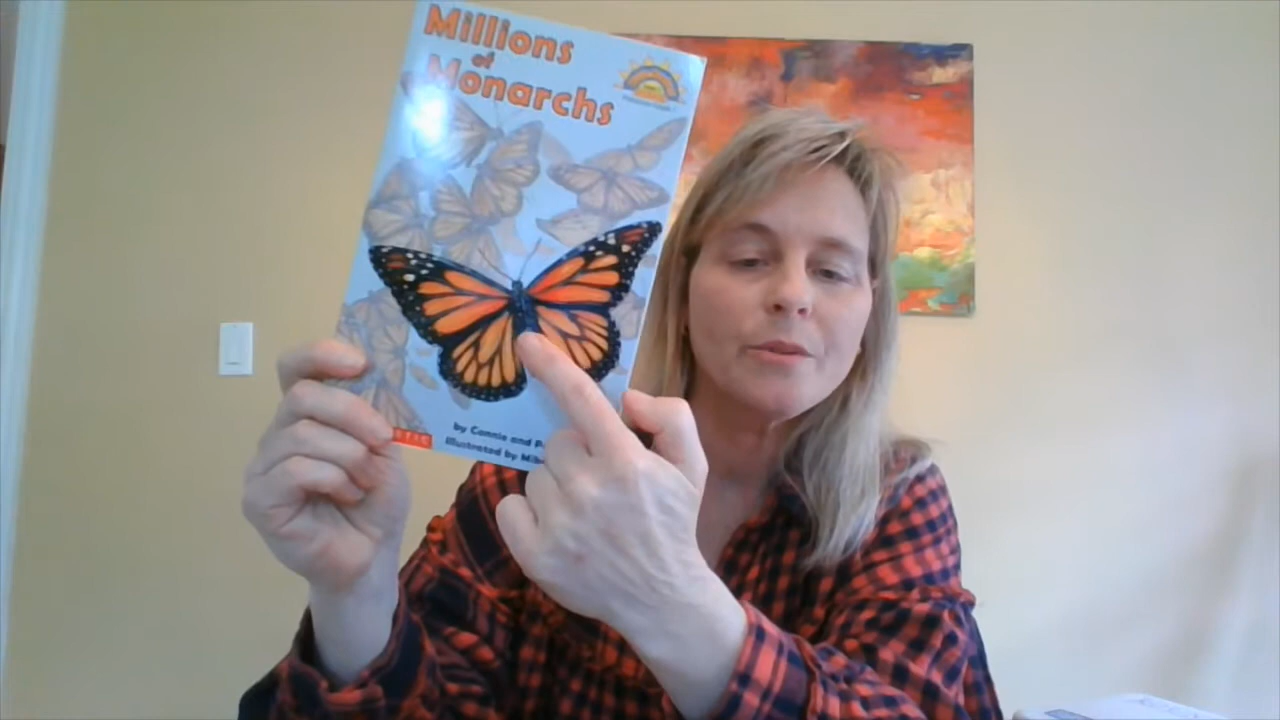 Millions
of
Monarchs
by Connie and
Illustrated by